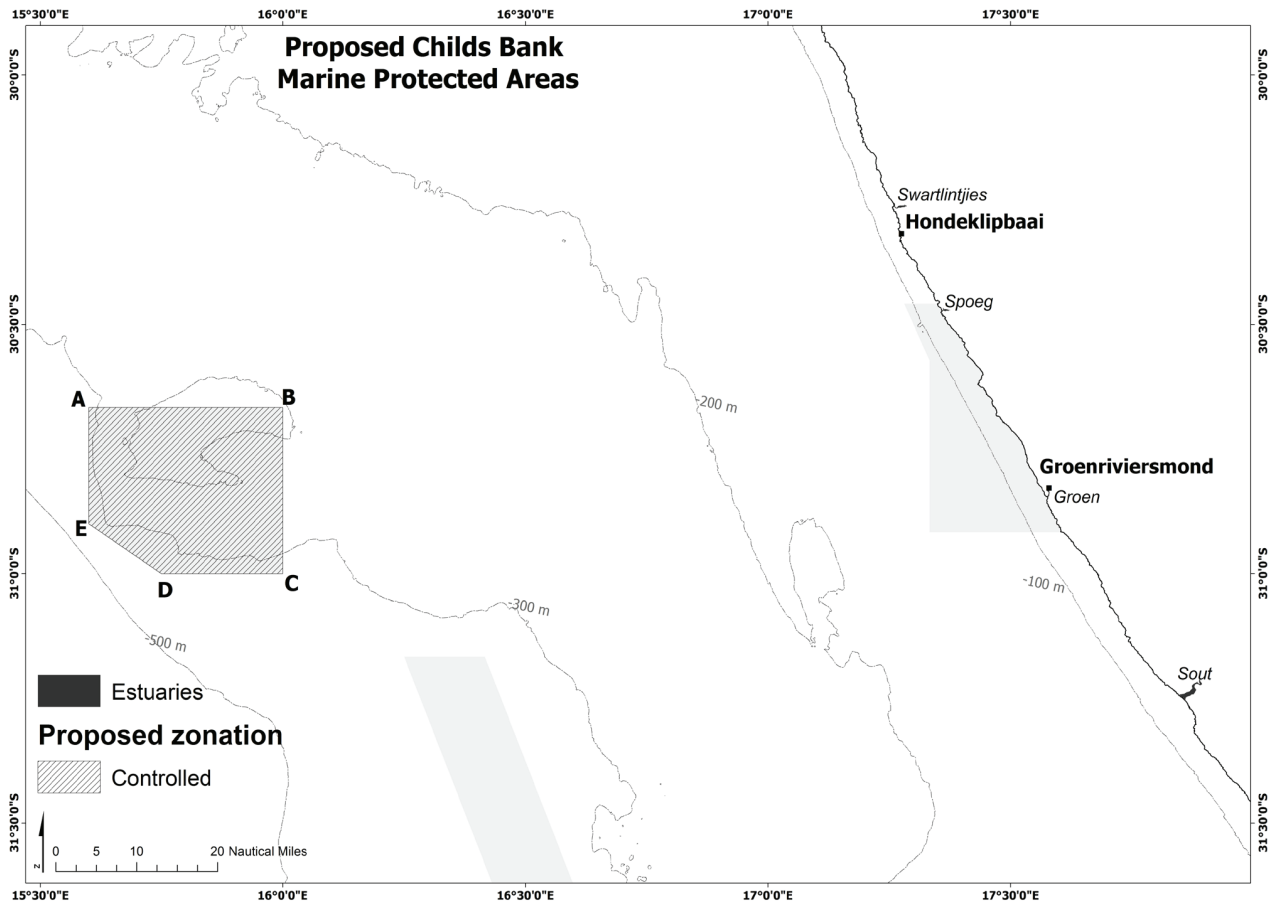 15°30'0"E 16°0'0"E 16°30'0"E 17°0'0"E 17°30'0"E
Proposed Childs Bank
Marine Protected Areas
30°0'0"S 30°0'0"S
Swartlintjies
Hondeklipbaai
Spoeg
30°30'0"S 30°30'0"S
A B
-200 m
Groenriviersmond
Groen
E
31°0'0"S 31°0'0"S
D C
-100 m
-300 m
-500 m
Sout
Estuaries
Proposed zonation
Controlled
31°30'0"S 31°30'0"S
Z
0 5 10 20 Nautical Miles
15°30'0"E 16°0'0"E 16°30'0"E 17°0'0"E 17°30'0"E